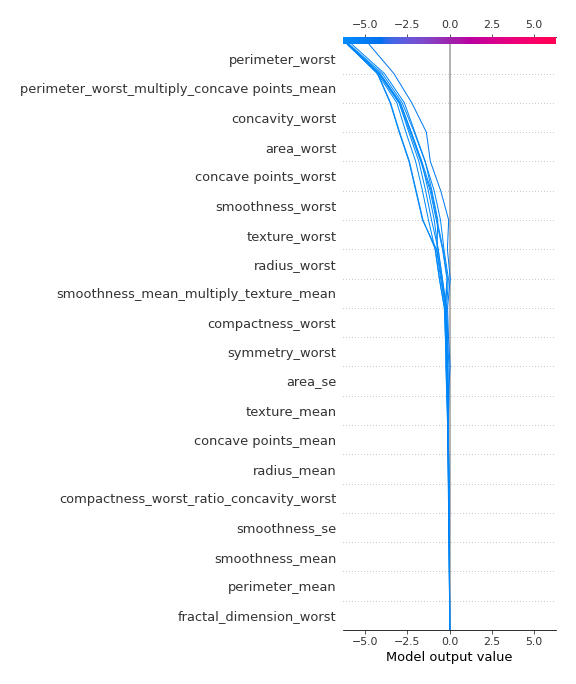 −5.0 −2.5 0.0 2.5 5.0
perimeter_worst
perimeter_worst_multiply_concave points_mean
concavity_worst
area_worst
concave points_worst
smoothness_worst
texture_worst
radius_worst
smoothness_mean_multiply_texture_mean
compactness_worst
symmetry_worst
area_se
texture_mean
concave points_mean
radius_mean
compactness_worst_ratio_concavity_worst
smoothness_se
smoothness_mean
perimeter_mean
fractal_dimension_worst
−5.0 −2.5 0.0 2.5 5.0
Model output value